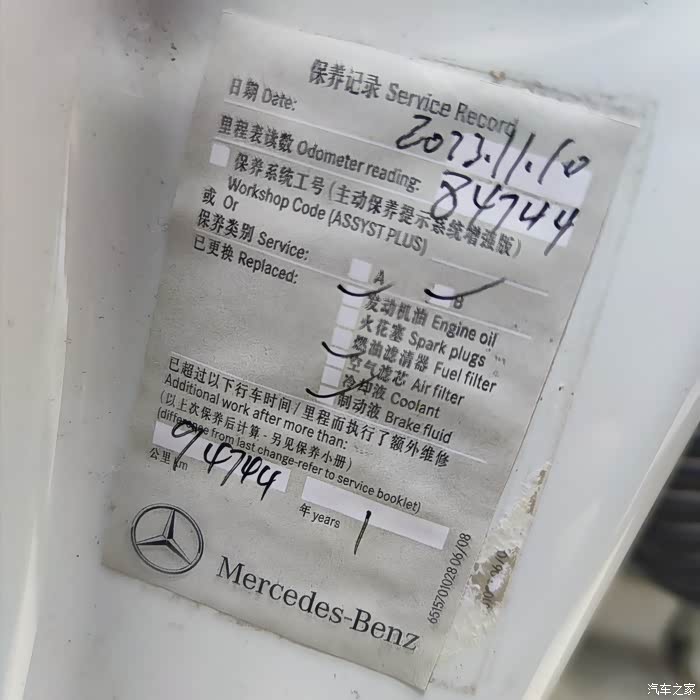 保养记录 Service Record
日期 Date: 2023.11.10
里程表读数 Odometer reading: 84744
保养系统工号 (主动保养提示系统增强版)
Workshop Code (ASSYST PLUS)
或 Or
保养类别 Service: A B
已更换 Replaced: 发动机油 Engine oil
火花塞 Spark plugs
燃油滤清器 Fuel filter
空气滤芯 Air filter
冷却液 Coolant
制动液 Brake fluid
已超过以下行车时间/里程而执行了额外维修
Additional work after more than:
(以上次保养后计算-另见保养小册)
(difference from last change-refer to service booklet)
公里 km 94744
年 years 1
Mercedes-Benz
6515701028 06/08
汽车之家